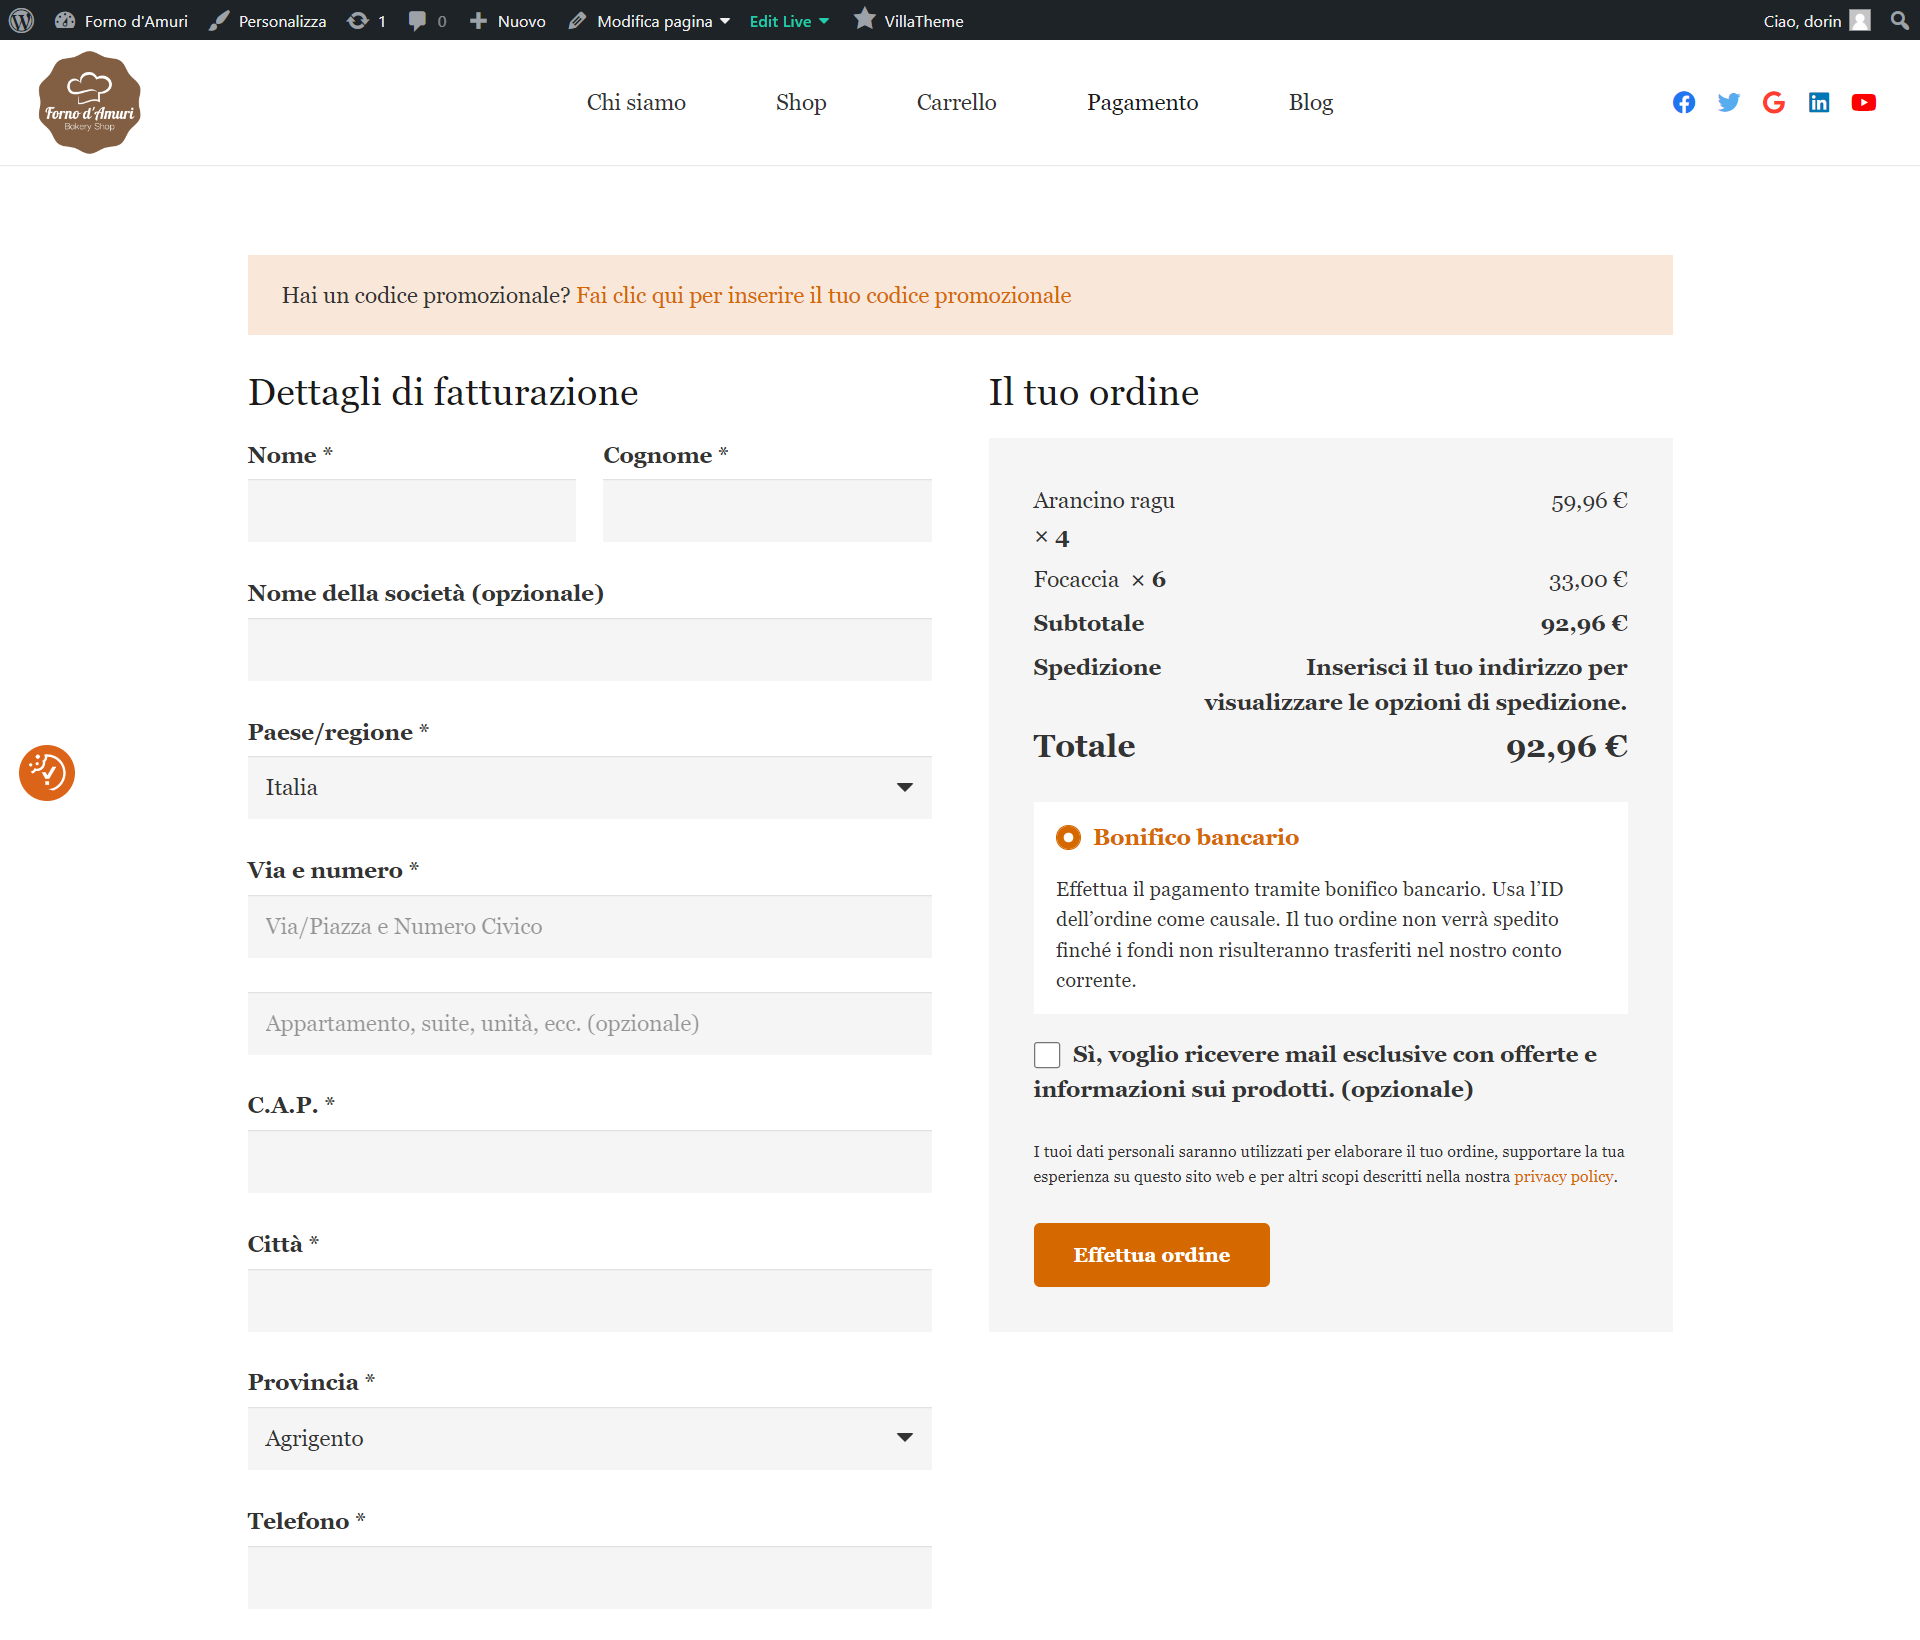 Forno d'Amuri
Personalizza
1
0
Nuovo
Modifica pagina
Edit Live
VillaTheme
Ciao, dorin
Forno d'Amuri
Bakery Shop
Chi siamo
Shop
Carrello
Pagamento
Blog
Hai un codice promozionale? Fai clic qui per inserire il tuo codice promozionale
Dettagli di fatturazione
Nome *
Cognome *
Nome della società (opzionale)
Paese/regione *
Italia
Via e numero *
Via/Piazza e Numero Civico
Appartamento, suite, unità, ecc. (opzionale)
C.A.P. *
Città *
Provincia *
Agrigento
Telefono *
Il tuo ordine
Arancino ragu
× 4
59,96 €
Focaccia × 6
33,00 €
Subtotale
92,96 €
Spedizione
Inserisci il tuo indirizzo per
visualizzare le opzioni di spedizione.
Totale
92,96 €
Bonifico bancario
Effettua il pagamento tramite bonifico bancario. Usa l’ID
dell’ordine come causale. Il tuo ordine non verrà spedito
finché i fondi non risulteranno trasferiti nel nostro conto
corrente.
Sì, voglio ricevere mail esclusive con offerte e
informazioni sui prodotti. (opzionale)
I tuoi dati personali saranno utilizzati per elaborare il tuo ordine, supportare la tua
esperienza su questo sito web e per altri scopi descritti nella nostra privacy policy.
Effettua ordine